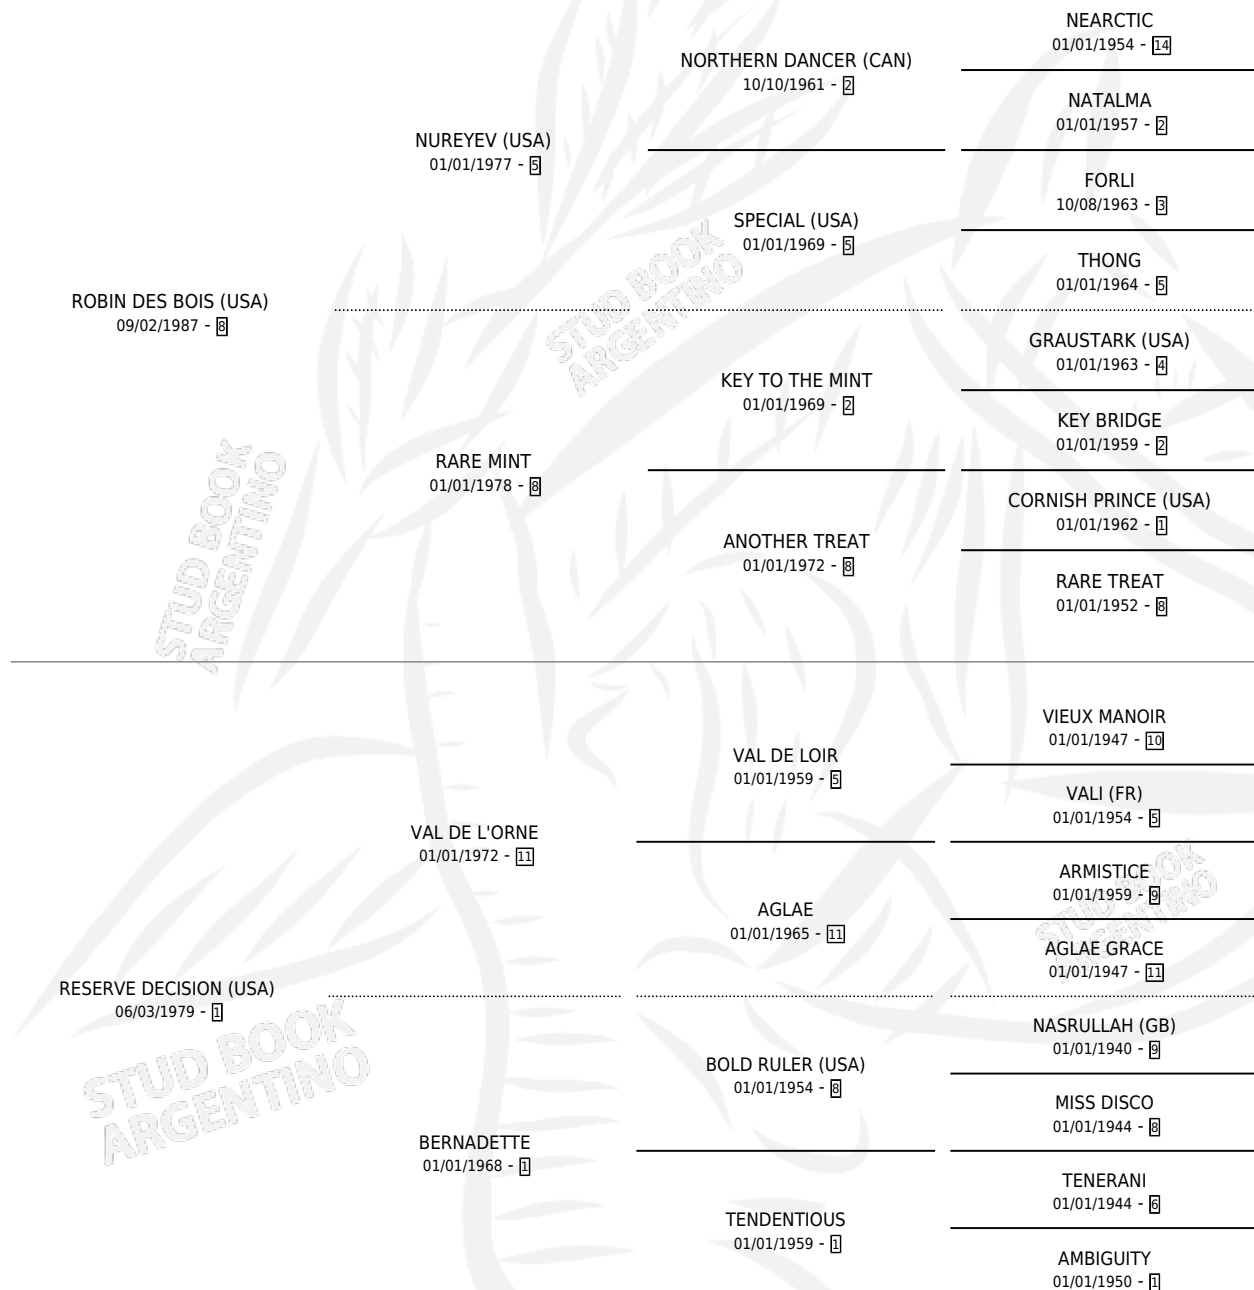 NEARCTIC
01/01/1954 - 14
NORTHERN DANCER (CAN)
10/10/1961 - 2
NATALMA
01/01/1957 - 2
NUREYEV (USA)
01/01/1977 - 5
FORLI
10/08/1963 - 3
SPECIAL (USA)
01/01/1969 - 5
THONG
01/01/1964 - 5
ROBIN DES BOIS (USA)
09/02/1987 - 8
GRAUSTARK (USA)
01/01/1963 - 4
KEY TO THE MINT
01/01/1969 - 2
KEY BRIDGE
01/01/1959 - 2
RARE MINT
01/01/1978 - 8
CORNISH PRINCE (USA)
01/01/1962 - 1
ANOTHER TREAT
01/01/1972 - 8
RARE TREAT
01/01/1952 - 8
VIEUX MANOIR
01/01/1947 - 10
VAL DE LOIR
01/01/1959 - 5
VALI (FR)
01/01/1954 - 5
VAL DE L'ORNE
01/01/1972 - 11
ARMISTICE
01/01/1959 - 9
AGLAE
01/01/1965 - 11
AGLAE GRACE
01/01/1947 - 11
RESERVE DECISION (USA)
06/03/1979 - 1
NASRULLAH (GB)
01/01/1940 - 9
BOLD RULER (USA)
01/01/1954 - 8
MISS DISCO
01/01/1944 - 8
BERNADETTE
01/01/1968 - 1
TENERANI
01/01/1944 - 6
TENDENTIOUS
01/01/1959 - 1
AMBIGUITY
01/01/1950 - 1
STUD BOOK
ARGENTINO
STUD BOOK
ARGENTINO
STUD BOOK
ARGENTINO
STUD BOOK
ARGENTINO